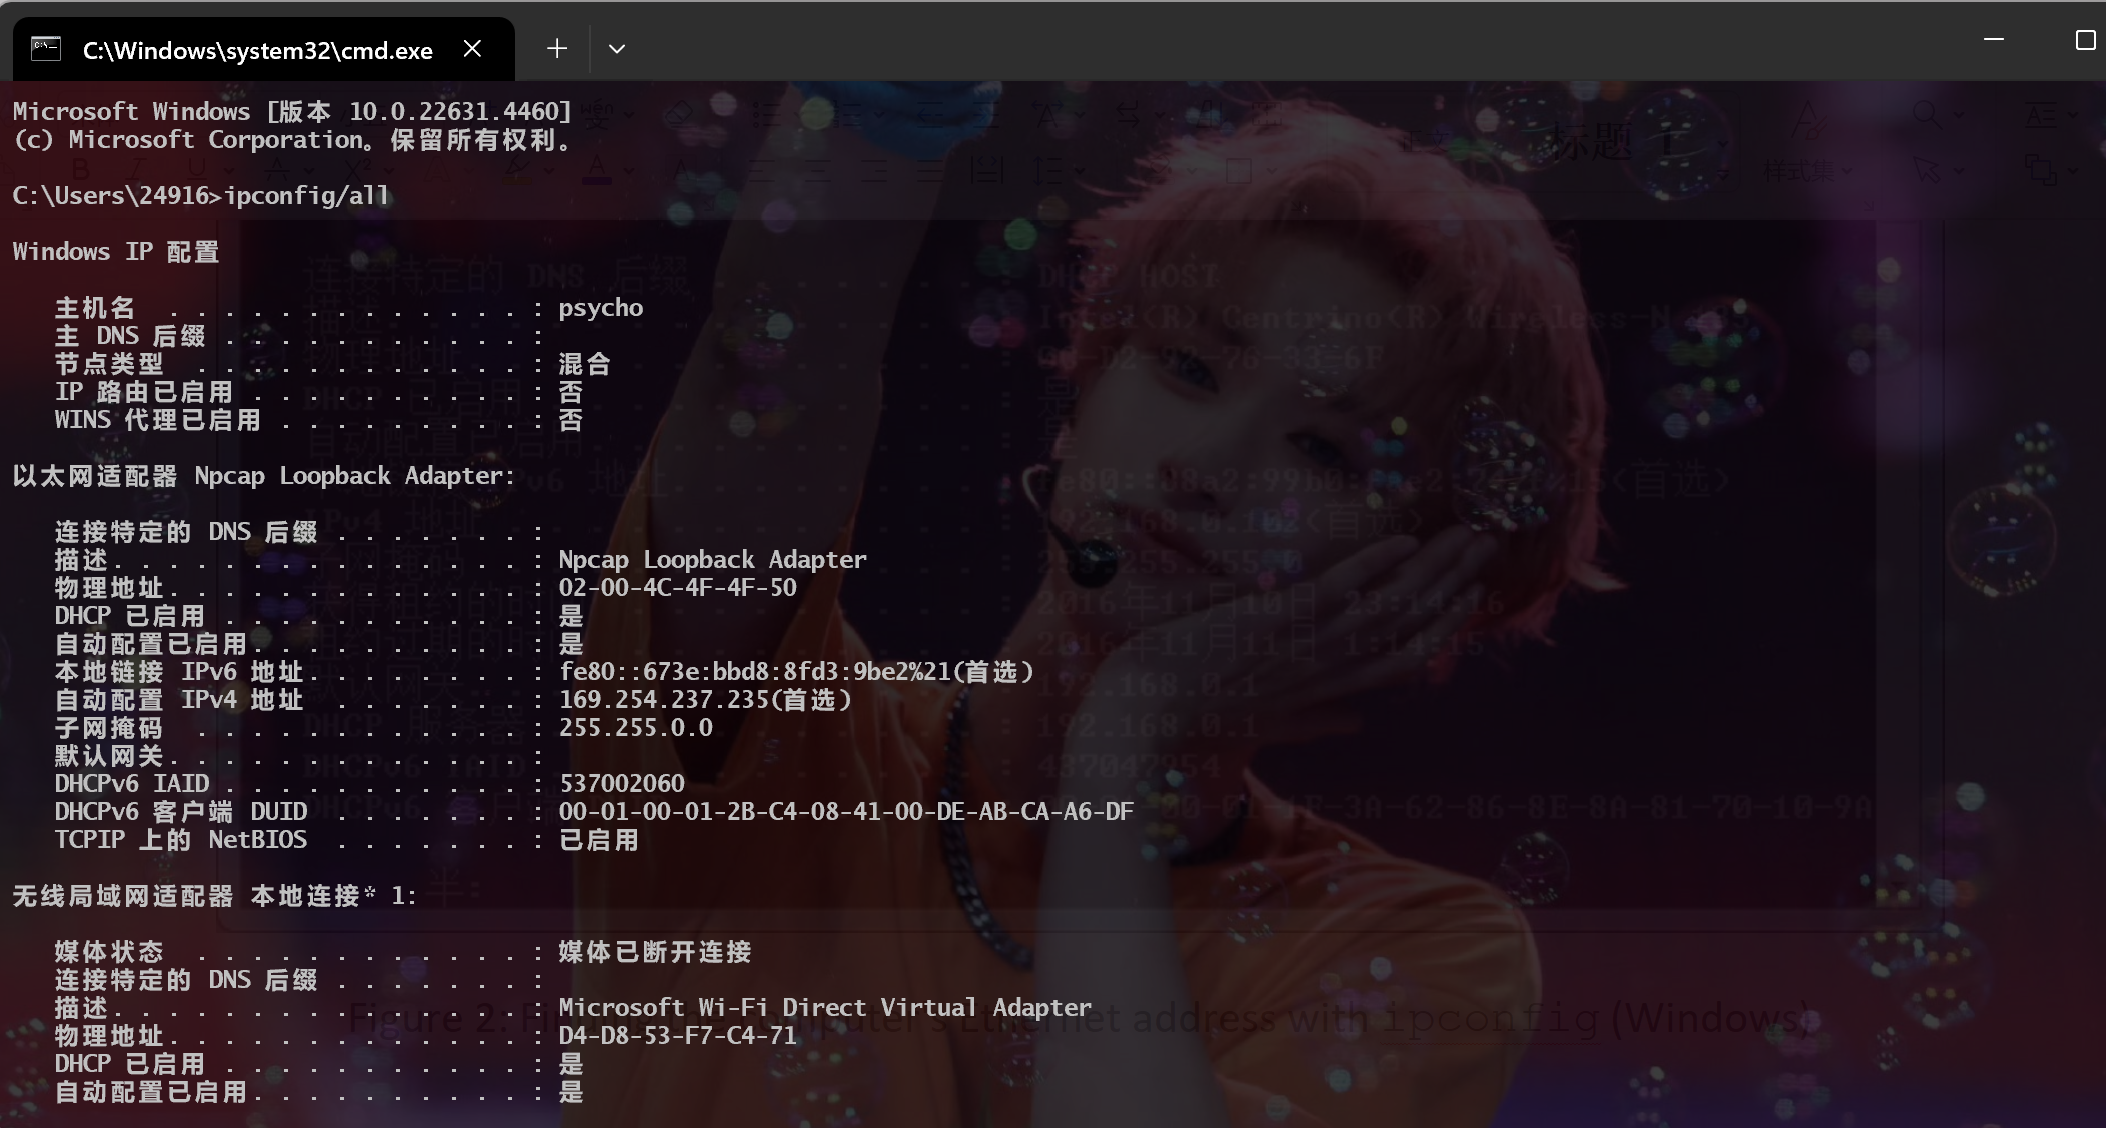 C:\Windows\system32\cmd.exe
Microsoft Windows [版本 10.0.22631.4460]
(c) Microsoft Corporation。保留所有权利。
C:\Users\24916>ipconfig/all
Windows IP 配置
主机名 . . . . . . . . . . . . . : psycho
主 DNS 后缀 . . . . . . . . . . . :
节点类型 . . . . . . . . . . . . : 混合
IP 路由已启用 . . . . . . . . . . : 否
WINS 代理已启用 . . . . . . . . . : 否
以太网适配器 Npcap Loopback Adapter:
连接特定的 DNS 后缀 . . . . . . . :
描述. . . . . . . . . . . . . . . : Npcap Loopback Adapter
物理地址. . . . . . . . . . . . . : 02-00-4C-4F-4F-50
DHCP 已启用 . . . . . . . . . . . : 是
自动配置已启用. . . . . . . . . . : 是
本地链接 IPv6 地址. . . . . . . . : fe80::673e:bbd8:8fd3:9be2%21(首选)
自动配置 IPv4 地址 . . . . . . . : 169.254.237.235(首选)
子网掩码 . . . . . . . . . . . . : 255.255.0.0
默认网关. . . . . . . . . . . . . :
DHCPv6 IAID . . . . . . . . . . . : 537002060
DHCPv6 客户端 DUID . . . . . . . : 00-01-00-01-2B-C4-08-41-00-DE-AB-CA-A6-DF
TCPIP 上的 NetBIOS . . . . . . . : 已启用
无线局域网适配器 本地连接* 1:
媒体状态 . . . . . . . . . . . . : 媒体已断开连接
连接特定的 DNS 后缀 . . . . . . . :
描述. . . . . . . . . . . . . . . : Microsoft Wi-Fi Direct Virtual Adapter
物理地址. . . . . . . . . . . . . : D4-D8-53-F7-C4-71
DHCP 已启用 . . . . . . . . . . . : 是
自动配置已启用. . . . . . . . . . : 是